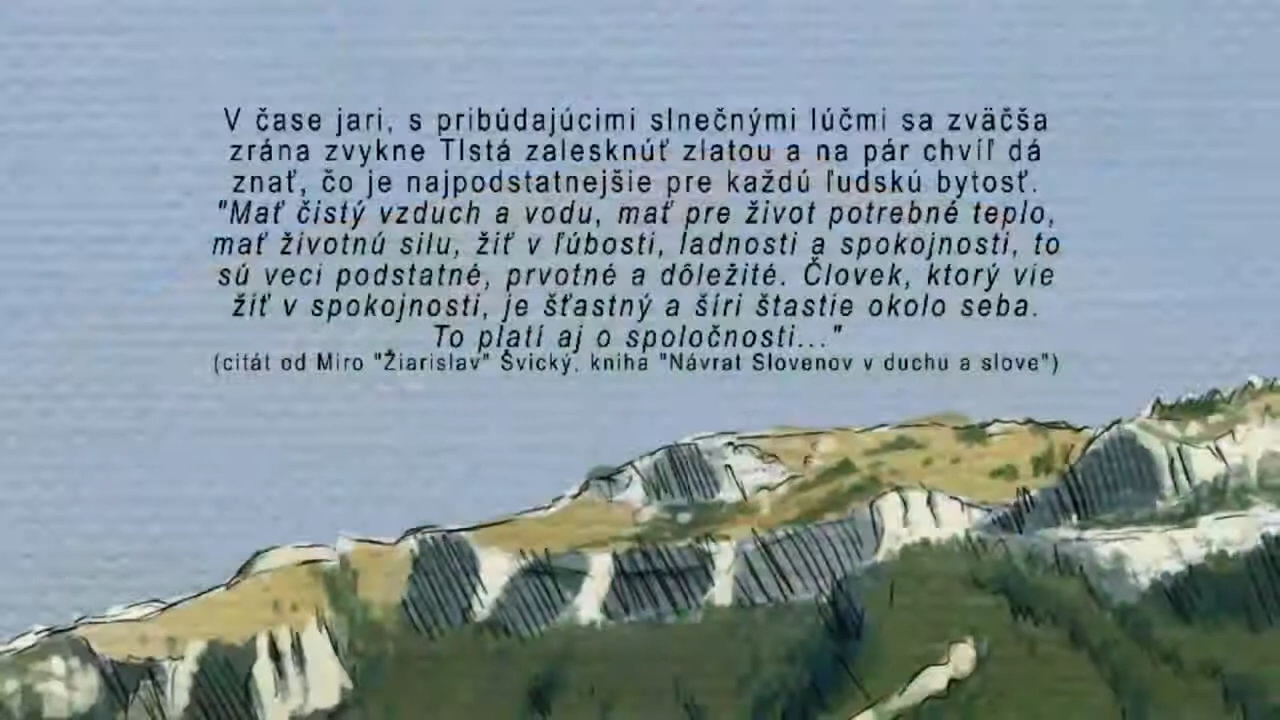 V čase jari, s pribúdajúcimi slnečnými lúčmi sa zväčša
zrána zvykne Tlstá zalesknúť zlatou a na pár chvíľ dá
znať, čo je najpodstatnejšie pre každú ľudskú bytosť.
"Mať čistý vzduch a vodu, mať pre život potrebné teplo,
mať životnú silu, žiť v ľúbosti, ladnosti a spokojnosti, to
sú veci podstatné, prvotné a dôležité. Človek, ktorý vie
žiť v spokojnosti, je šťastný a šíri štastie okolo seba.
To platí aj o spoločnosti..."
(citát od Miro "Žiarislav" Švický, kniha "Návrat Slovenov v duchu a slove")